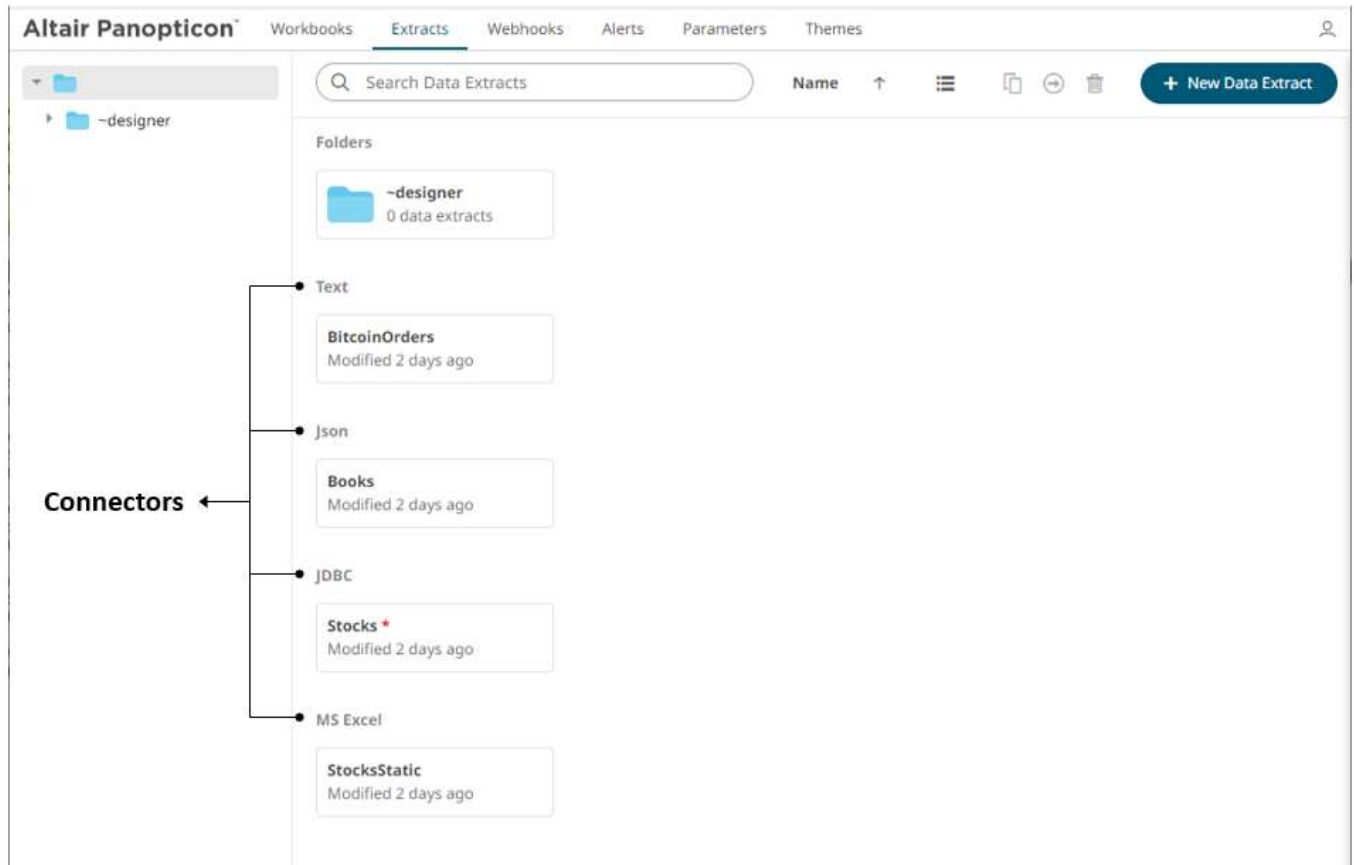 Altair Panopticon™ Workbooks Extracts Webhooks Alerts Parameters Themes
Search Data Extracts Name + New Data Extract
~designer
Folders
~designer
0 data extracts
Text
BitcoinOrders
Modified 2 days ago
Json
Books
Modified 2 days ago
Connectors
JDBC
Stocks *
Modified 2 days ago
MS Excel
StocksStatic
Modified 2 days ago